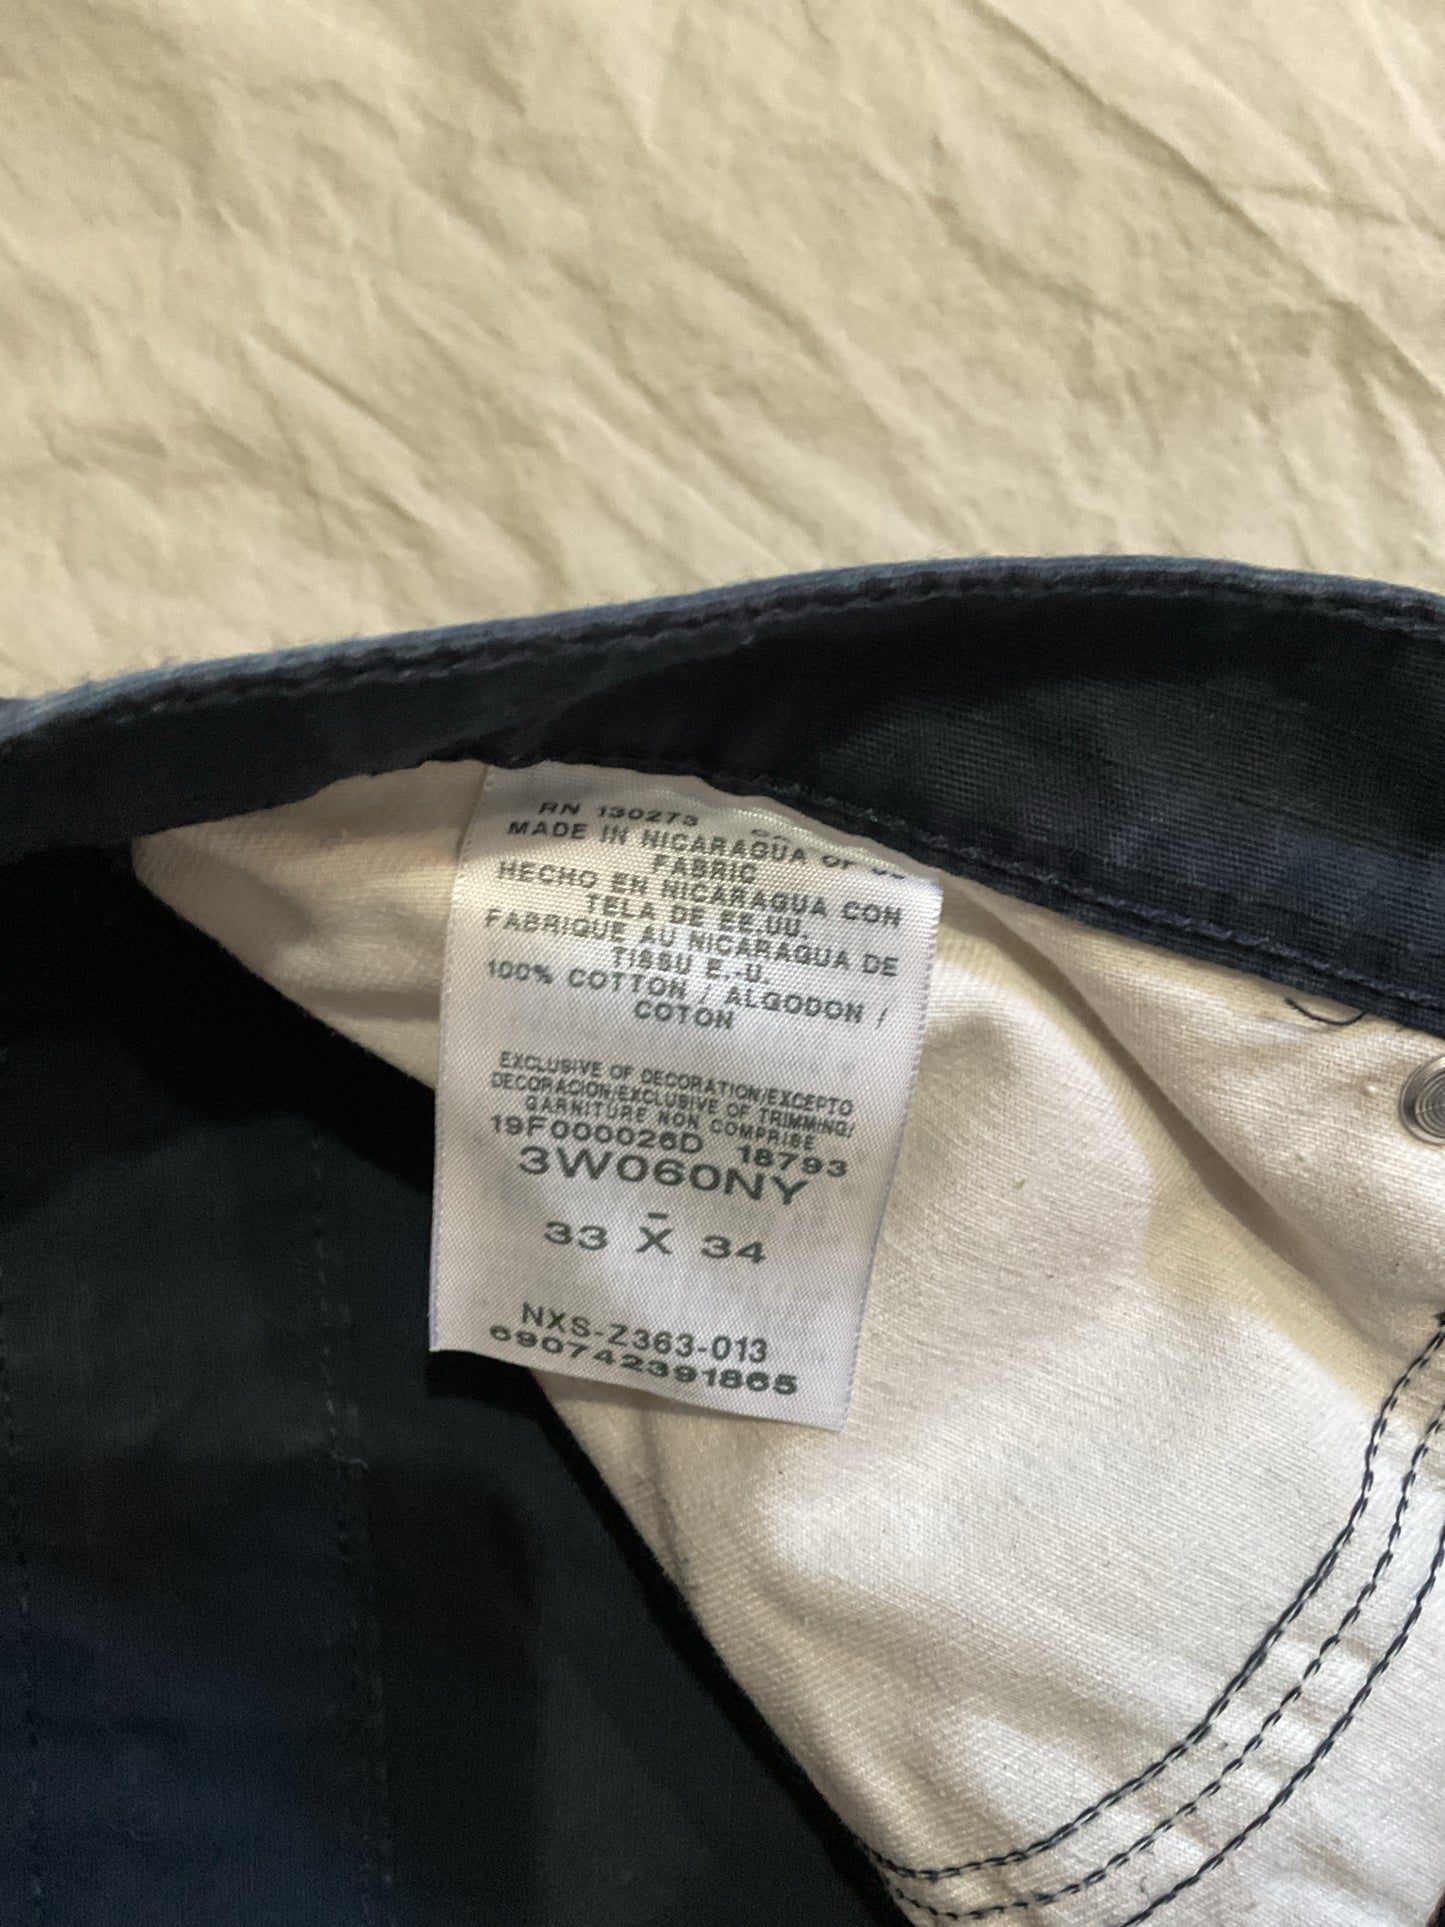 RN 130273
MADE IN NICARAGUA OF
FABRIC
HECHO EN NICARAGUA CON
TELA DE EE.UU.
FABRIQUE AU NICARAGUA DE
TISSU E.-U.
100% COTTON / ALGODON /
COTON
EXCLUSIVE OF DECORATION/EXCEPTO
DECORACION/EXCLUSIVE OF TRIMMING/
GARNITURE NON COMPRISE
19F000026D 18793
3W060NY
-
33 X 34
NXS-Z363-013
690742391865